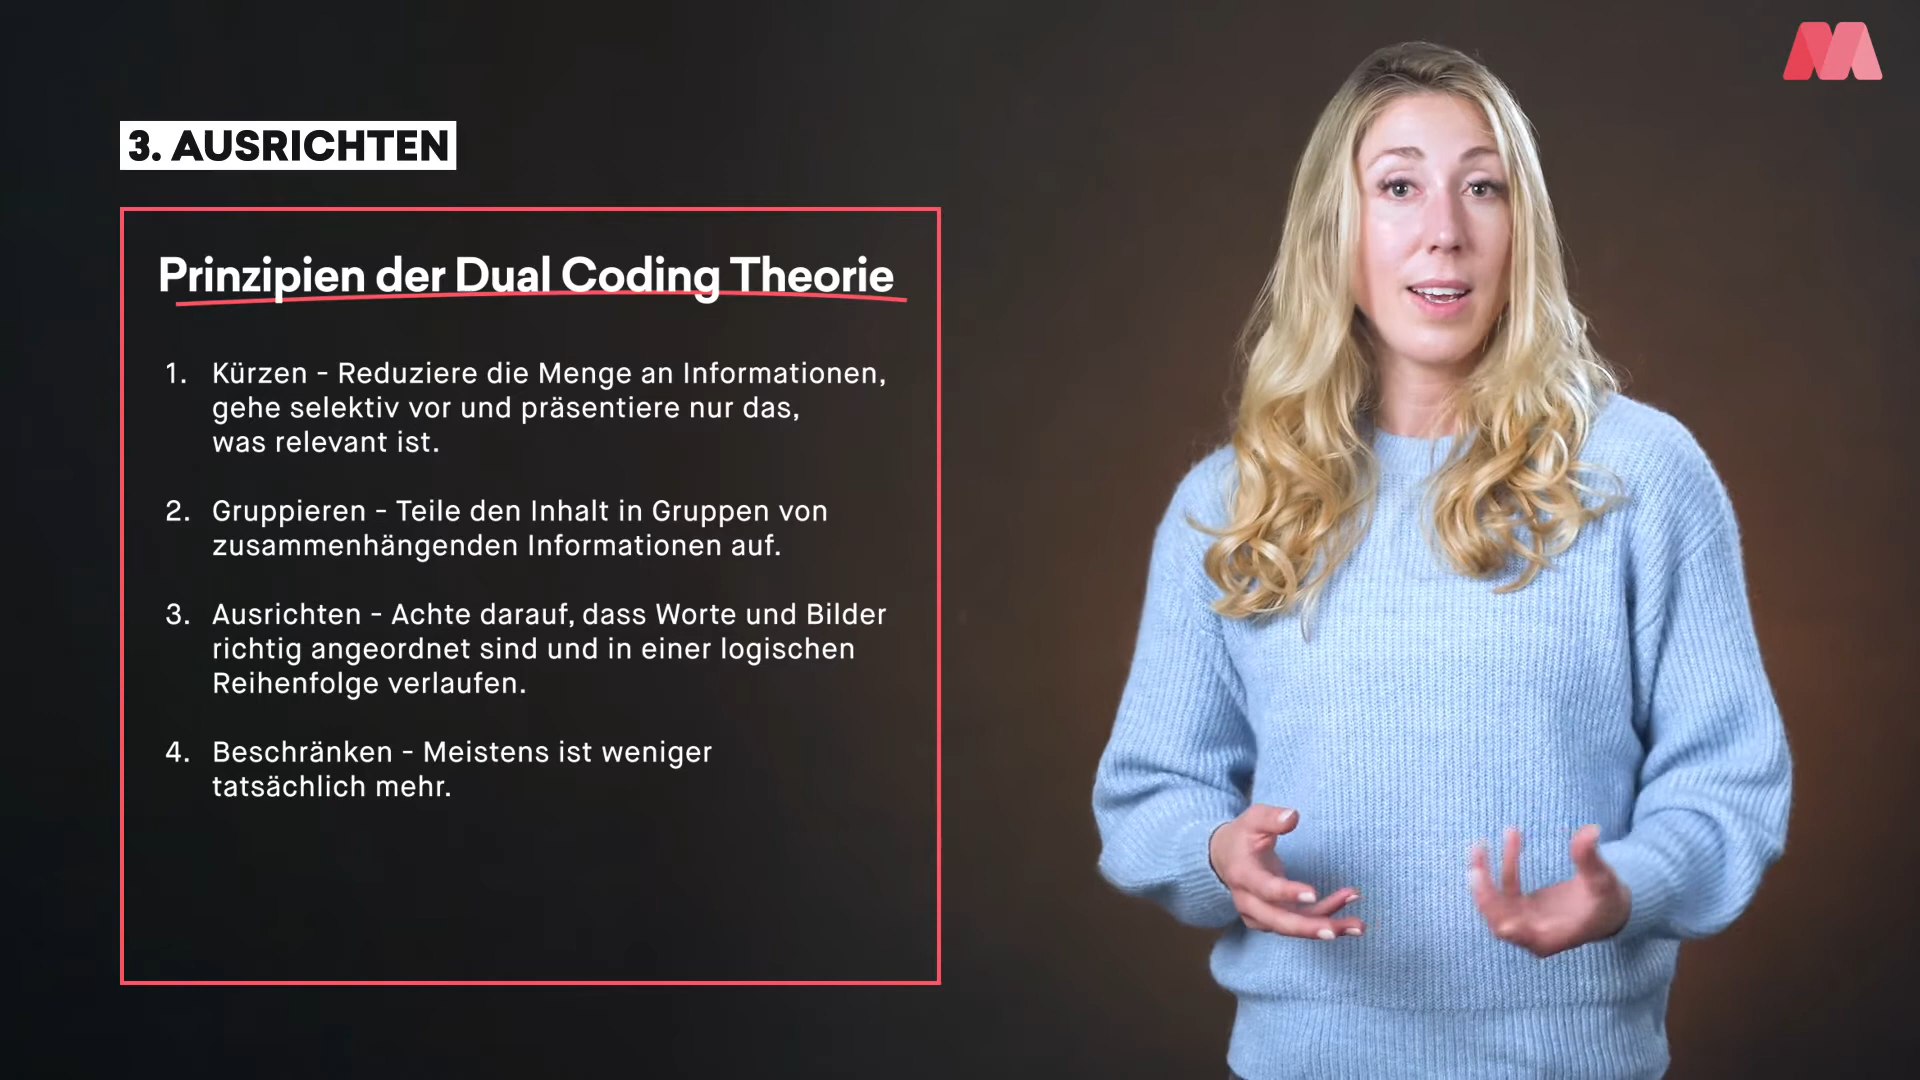 3. AUSRICHTEN
Prinzipien der Dual Coding Theorie
1. Kürzen - Reduziere die Menge an Informationen,
gehe selektiv vor und präsentiere nur das,
was relevant ist.
2. Gruppieren - Teile den Inhalt in Gruppen von
zusammenhängenden Informationen auf.
3. Ausrichten - Achte darauf, dass Worte und Bilder
richtig angeordnet sind und in einer logischen
Reihenfolge verlaufen.
4. Beschränken - Meistens ist weniger
tatsächlich mehr.